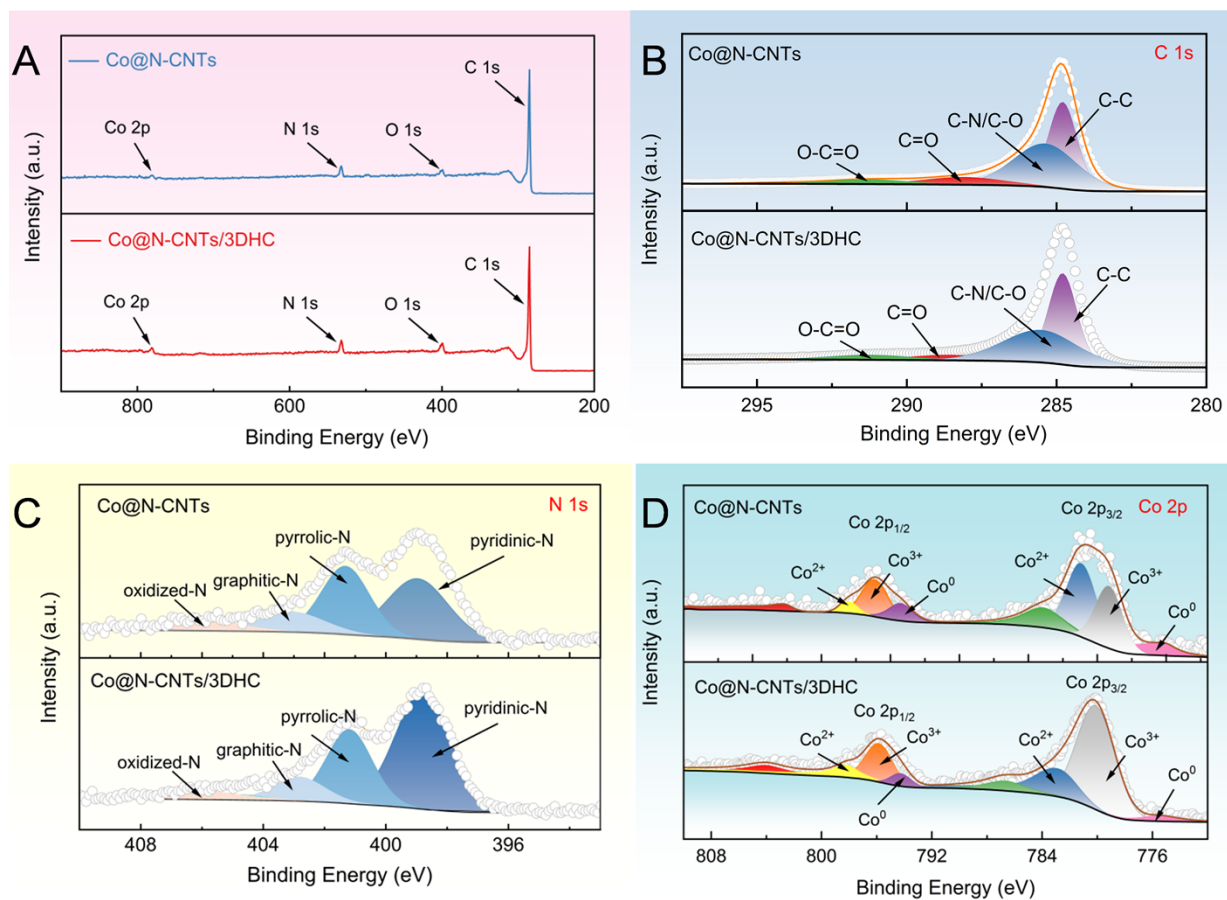 A
Intensity (a.u.)
Co@N-CNTs
C 1s
Co 2p
N 1s
O 1s
Co@N-CNTs/3DHC
C 1s
Co 2p
N 1s
O 1s
800 600 400 200
Binding Energy (eV)
B
Intensity (a.u.)
Co@N-CNTs
C 1s
C-C
C-N/C-O
C=O
O-C=O
Co@N-CNTs/3DHC
C-C
C-N/C-O
C=O
O-C=O
295 290 285 280
Binding Energy (eV)
C
Intensity (a.u.)
Co@N-CNTs
N 1s
pyrrolic-N
pyridinic-N
graphitic-N
oxidized-N
Co@N-CNTs/3DHC
pyrrolic-N
pyridinic-N
graphitic-N
oxidized-N
408 404 400 396
Binding Energy (eV)
D
Intensity (a.u.)
Co@N-CNTs
Co 2p
Co 2p3/2
Co 2p1/2
Co2+
Co3+
Co0
Co2+
Co3+
Co0
Co@N-CNTs/3DHC
Co 2p3/2
Co 2p1/2
Co2+
Co3+
Co0
Co2+
Co3+
Co0
808 800 792 784 776
Binding Energy (eV)